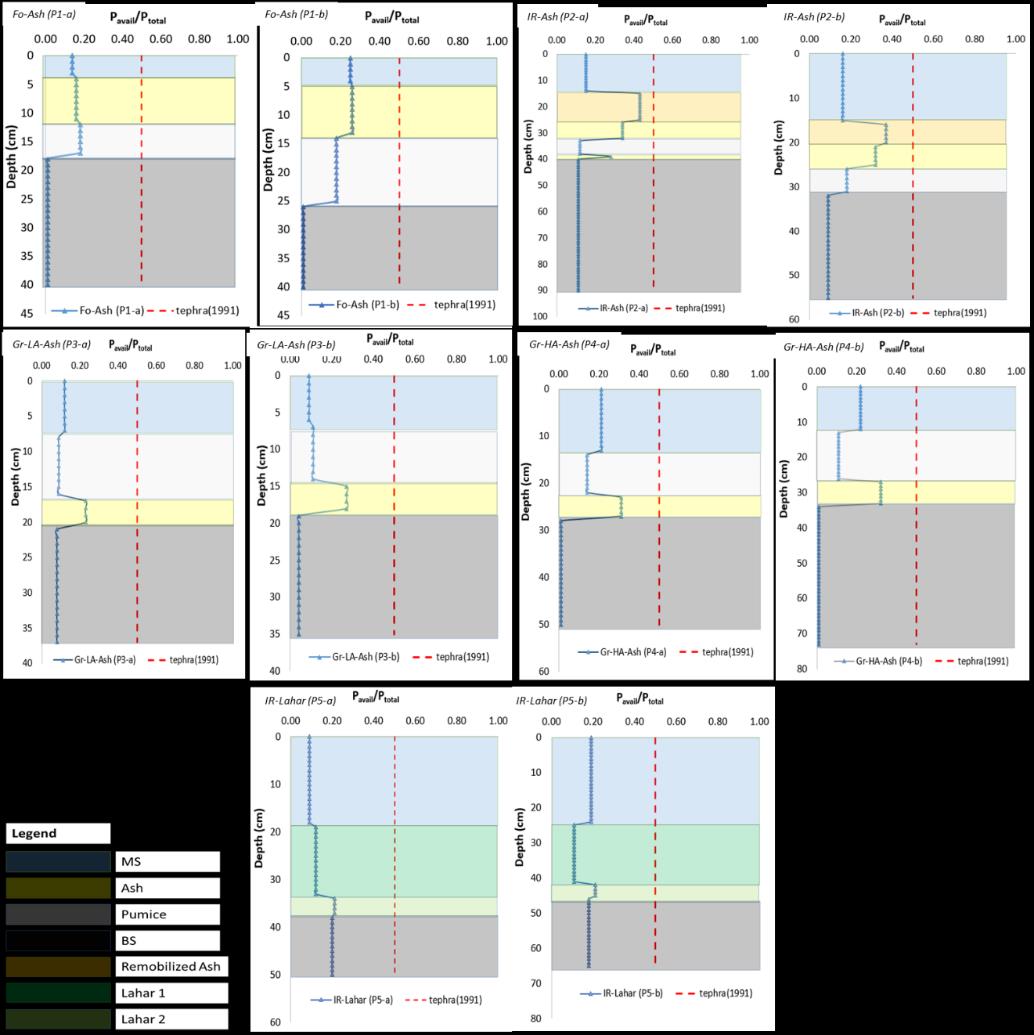 Fo-Ash (P1-a) Pavail/Ptotal
0.00 0.20 0.40 0.60 0.80 1.00
0
5
10
15
20
25
30
35
40
45
Depth (cm)
Fo-Ash (P1-a) tephra(1991)
Fo-Ash (P1-b) Pavail/Ptotal
0.00 0.20 0.40 0.60 0.80 1.00
0
5
10
15
20
25
30
35
40
45
Depth (cm)
Fo-Ash (P1-b) tephra(1991)
IR-Ash (P2-a) Pavail/Ptotal
0.00 0.20 0.40 0.60 0.80 1.00
0
10
20
30
40
50
60
70
80
90
100
Depth (cm)
IR-Ash (P2-a) tephra(1991)
IR-Ash (P2-b) Pavail/Ptotal
0.00 0.20 0.40 0.60 0.80 1.00
0
10
20
30
40
50
60
Depth (cm)
IR-Ash (P2-b) tephra(1991)
Gr-LA-Ash (P3-a) Pavail/Ptotal
0.00 0.20 0.40 0.60 0.80 1.00
0
5
10
15
20
25
30
35
40
Depth (cm)
Gr-LA-Ash (P3-a) tephra(1991)
Gr-LA-Ash (P3-b) Pavail/Ptotal
0.00 0.20 0.40 0.60 0.80 1.00
0
5
10
15
20
25
30
35
40
Depth (cm)
Gr-LA-Ash (P3-b) tephra(1991)
Gr-HA-Ash (P4-a) Pavail/Ptotal
0.00 0.20 0.40 0.60 0.80 1.00
0
10
20
30
40
50
60
Depth (cm)
Gr-HA-Ash (P4-a) tephra(1991)
Gr-HA-Ash (P4-b) Pavail/Ptotal
0.00 0.20 0.40 0.60 0.80 1.00
0
10
20
30
40
50
60
70
80
Depth (cm)
Gr-HA-Ash (P4-b) tephra(1991)
IR-Lahar (P5-a) Pavail/Ptotal
0.00 0.20 0.40 0.60 0.80 1.00
0
10
20
30
40
50
60
Depth (cm)
IR-Lahar (P5-a) tephra(1991)
IR-Lahar (P5-b) Pavail/Ptotal
0.00 0.20 0.40 0.60 0.80 1.00
0
10
20
30
40
50
60
70
80
Depth (cm)
IR-Lahar (P5-b) tephra(1991)
Legend
MS
Ash
Pumice
BS
Remobilized Ash
Lahar 1
Lahar 2